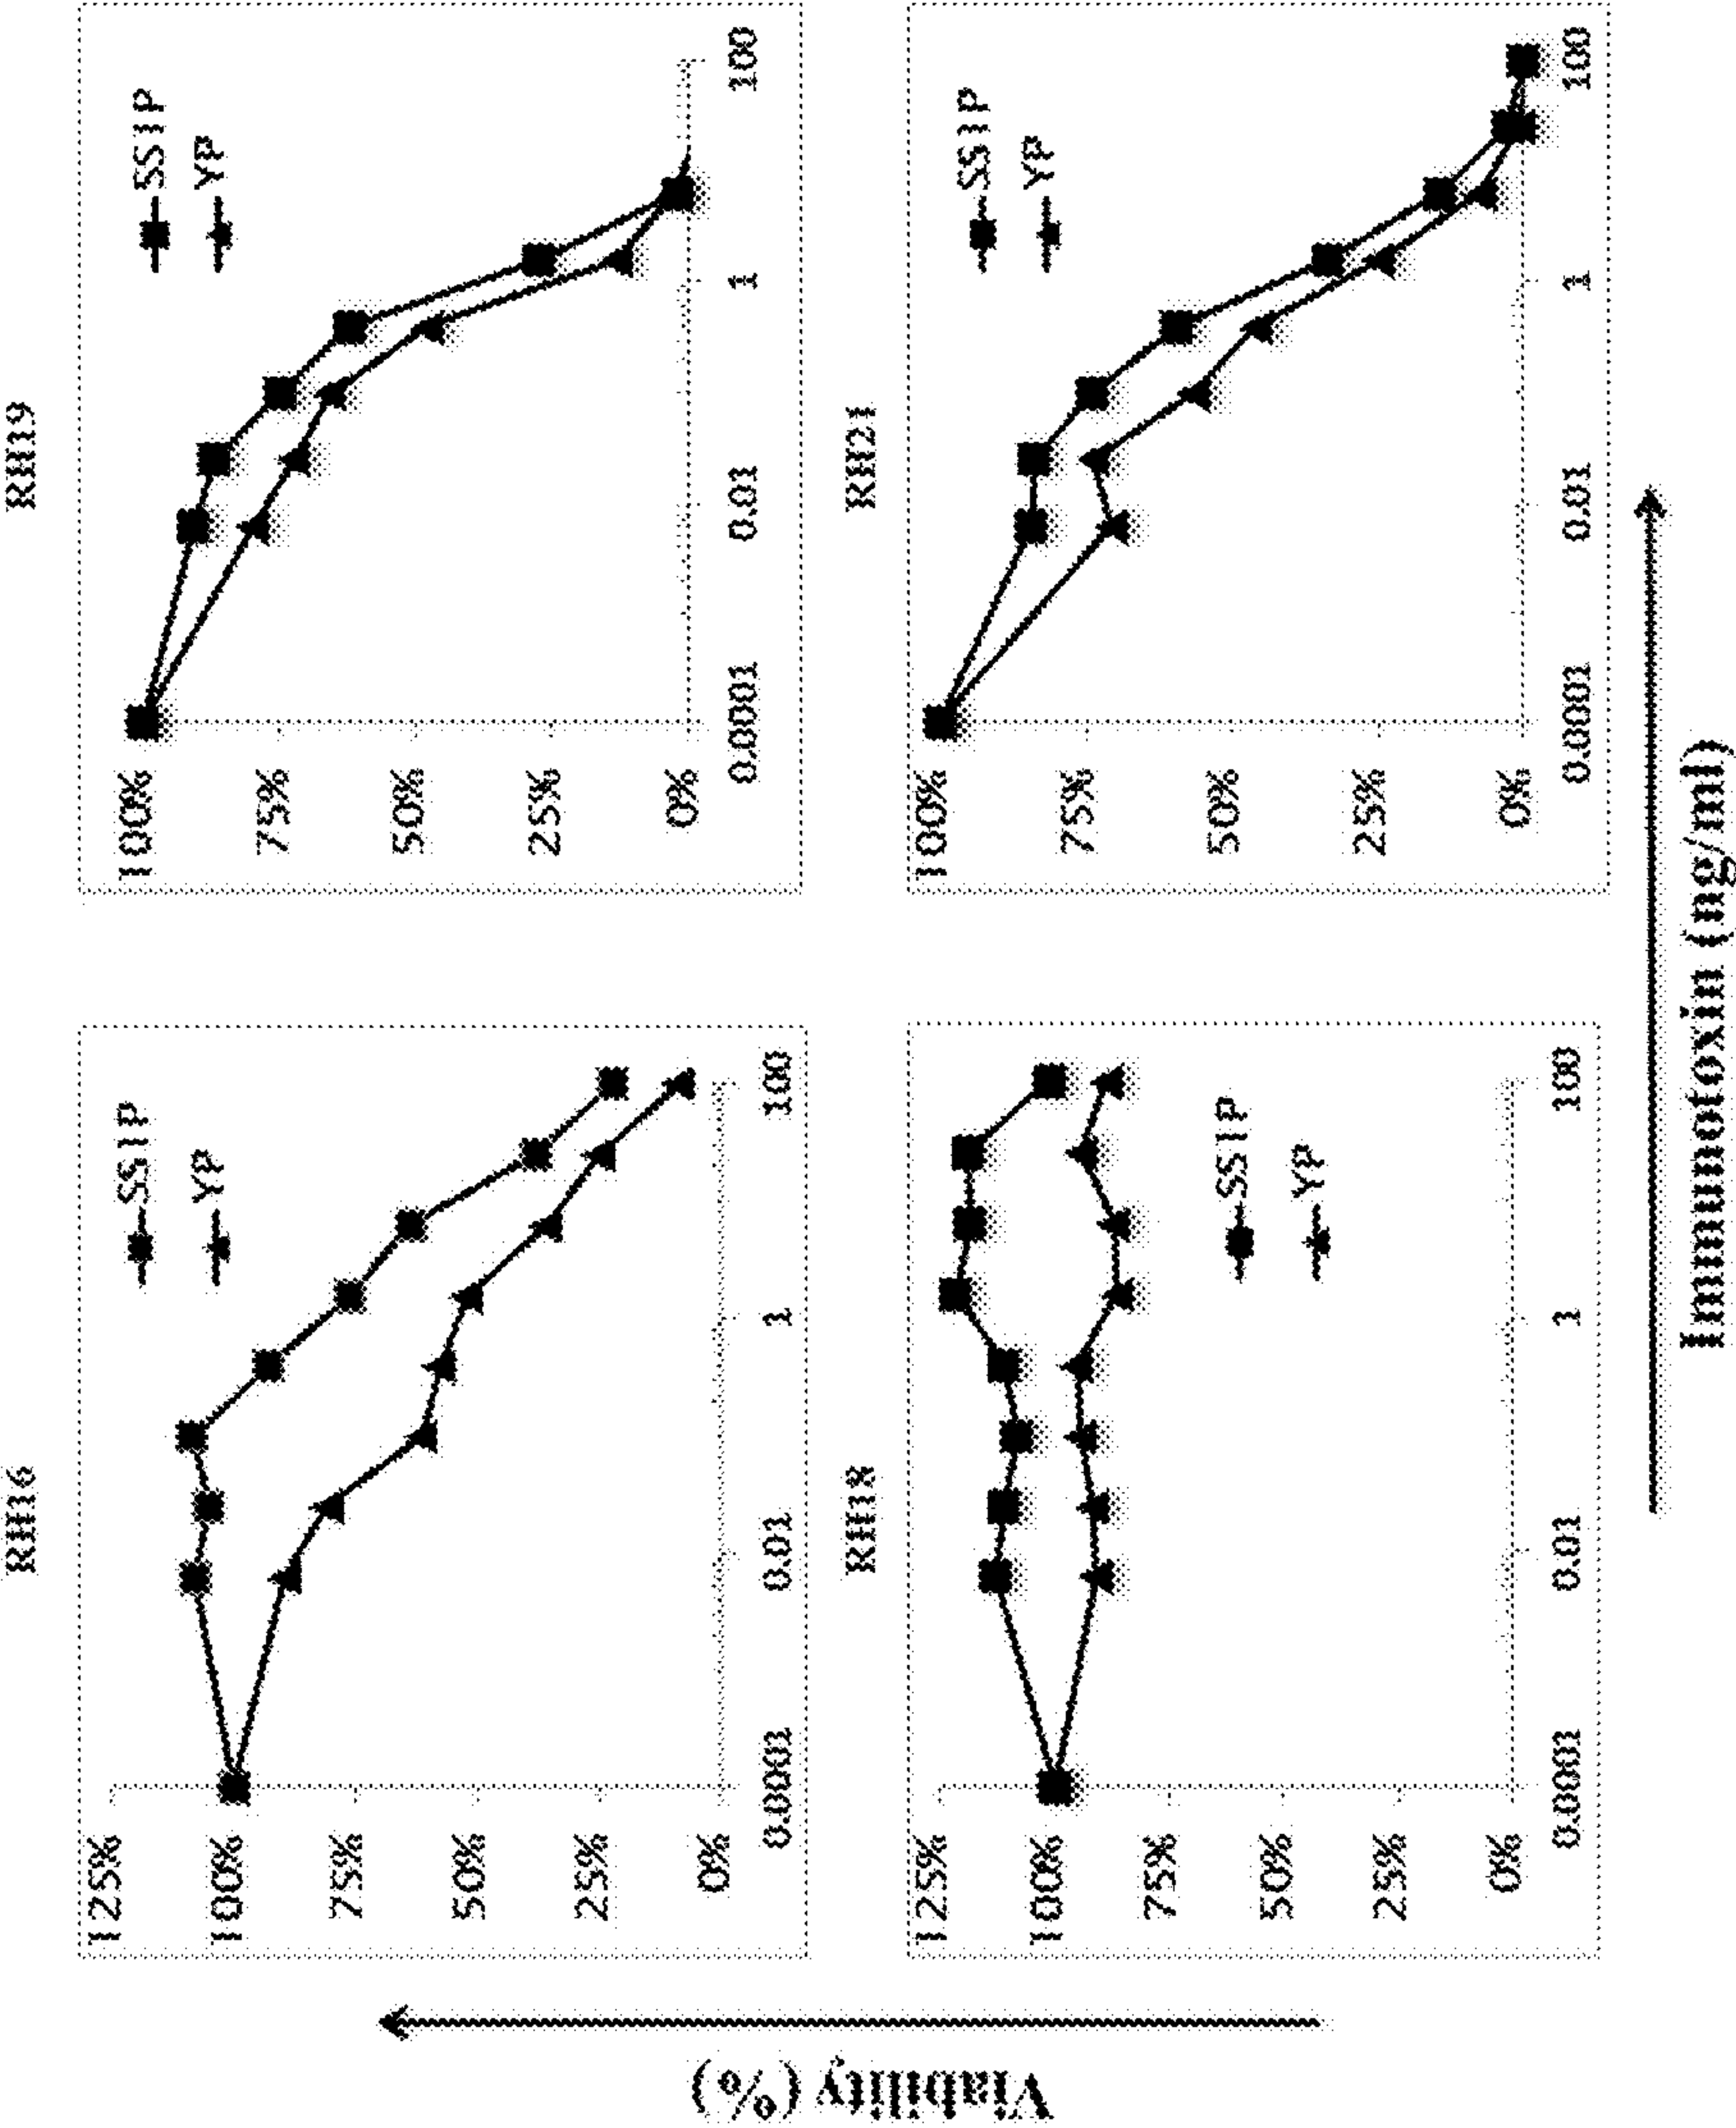 RH16
125%
100%
75%
50%
25%
0%
0.0001
0.01
1
100
SS1P
YP
RH19
100%
75%
50%
25%
0%
0.0001
0.01
1
100
SS1P
YP
RH18
125%
100%
75%
50%
25%
0%
0.0001
0.01
1
100
SS1P
YP
RH21
100%
75%
50%
25%
0%
0.0001
0.01
1
100
SS1P
YP
Viability (%)
Immunotoxin (ng/ml)